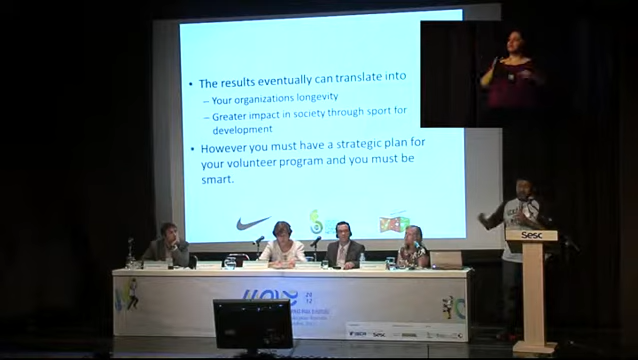 • The results eventually can translate into
– Your organizations longevity
– Greater impact in society through sport for
development
• However you must have a strategic plan for
your volunteer program and you must be
smart.
Sesc
2012